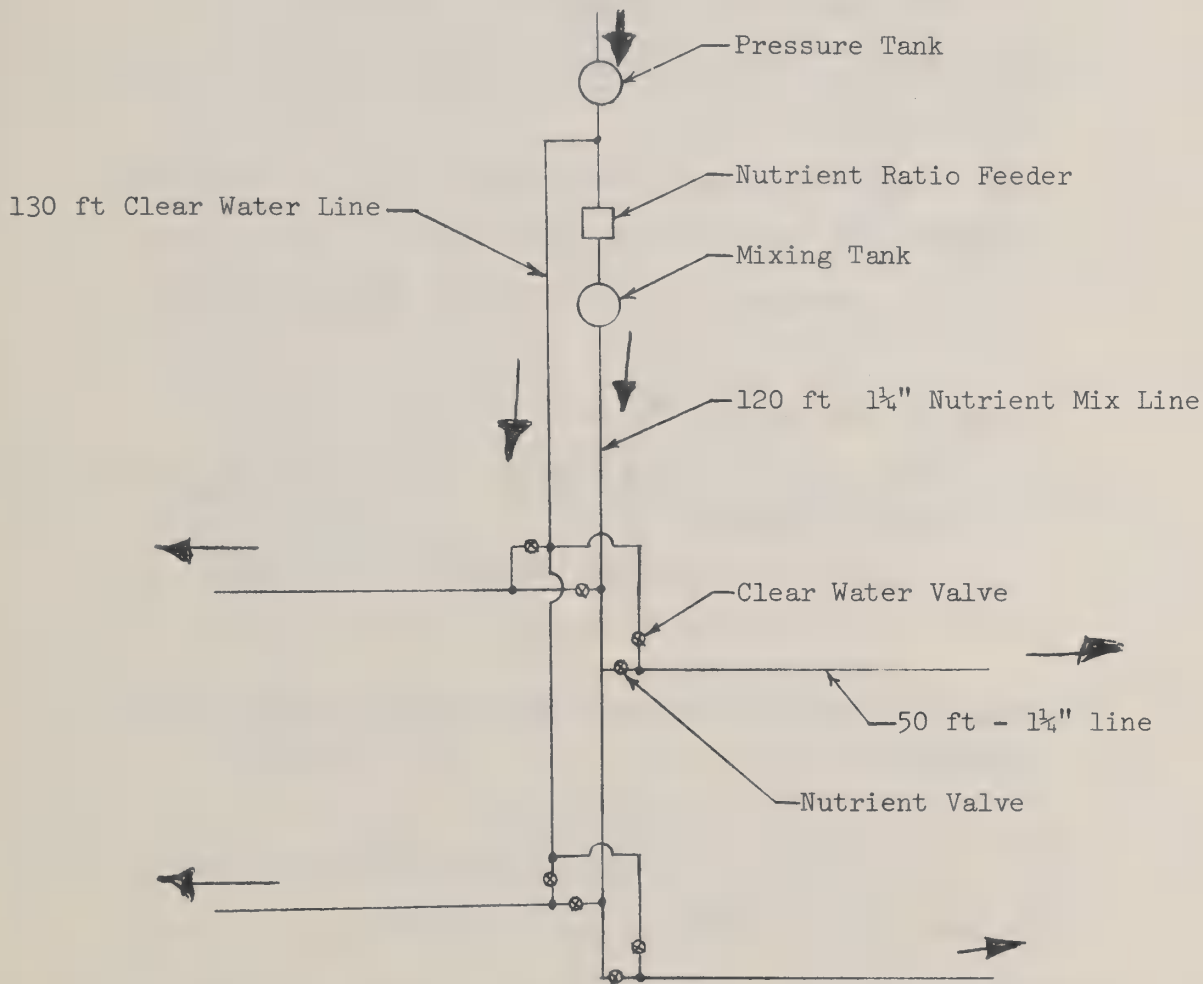 Pressure Tank
Nutrient Ratio Feeder
130 ft Clear Water Line
Mixing Tank
120 ft 1¼" Nutrient Mix Line
Clear Water Valve
50 ft - 1¼" line
Nutrient Valve